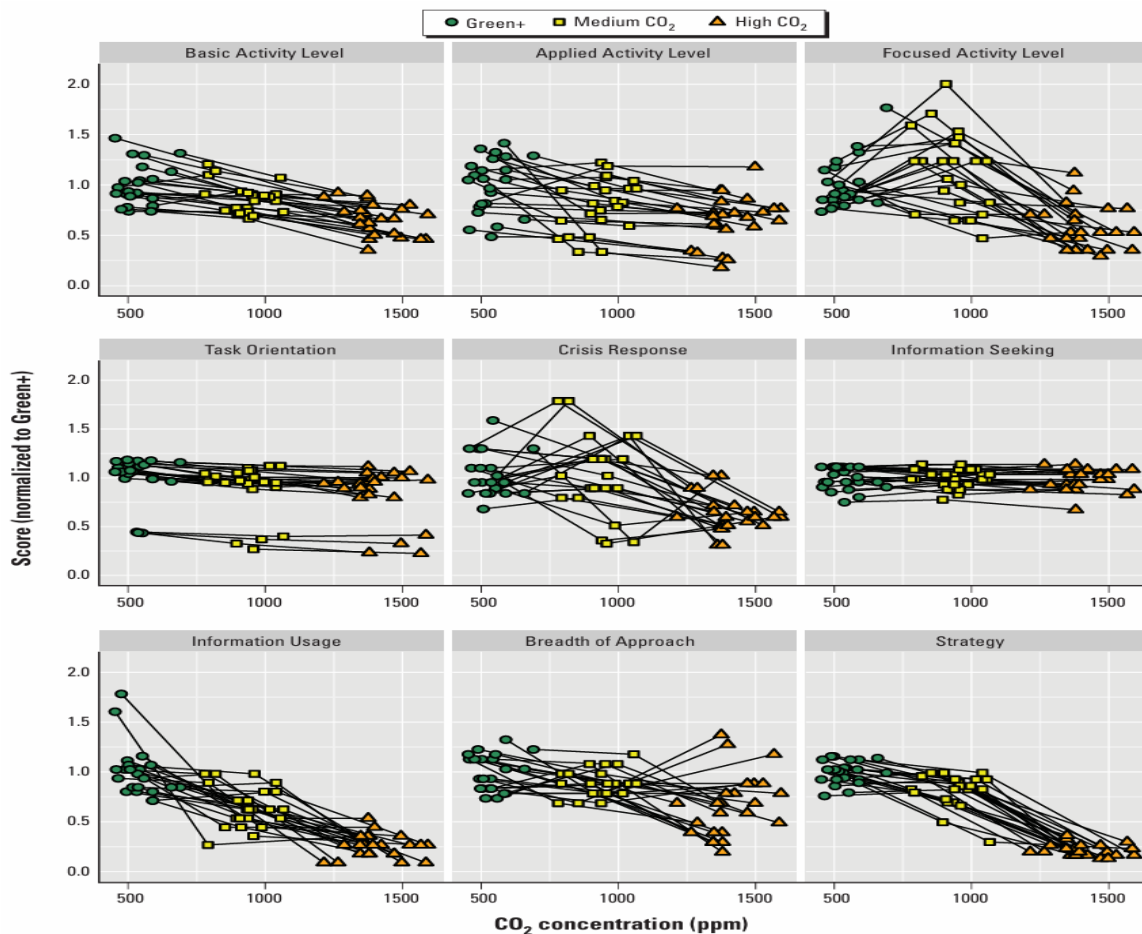 Green+ Medium CO₂ High CO₂
Basic Activity Level Applied Activity Level Focused Activity Level
2.0
1.5
1.0
0.5
0.0
500 1000 1500 500 1000 1500 500 1000 1500
Task Orientation Crisis Response Information Seeking
Score (normalized to Green+)
2.0
1.5
1.0
0.5
0.0
500 1000 1500 500 1000 1500 500 1000 1500
Information Usage Breadth of Approach Strategy
2.0
1.5
1.0
0.5
0.0
500 1000 1500 500 1000 1500 500 1000 1500
CO₂ concentration (ppm)